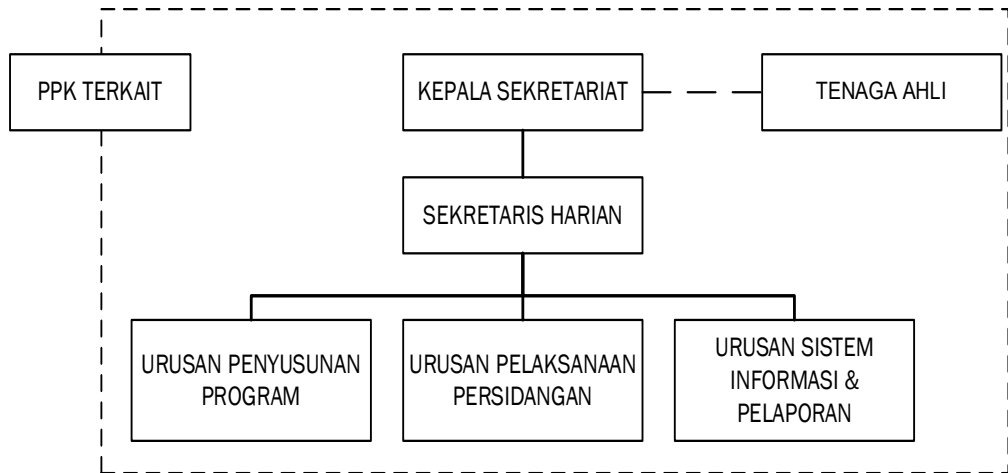 PPK TERKAIT
KEPALA SEKRETARIAT
TENAGA AHLI
SEKRETARIS HARIAN
URUSAN PENYUSUNAN
PROGRAM
URUSAN PELAKSANAAN
PERSIDANGAN
URUSAN SISTEM
INFORMASI &
PELAPORAN